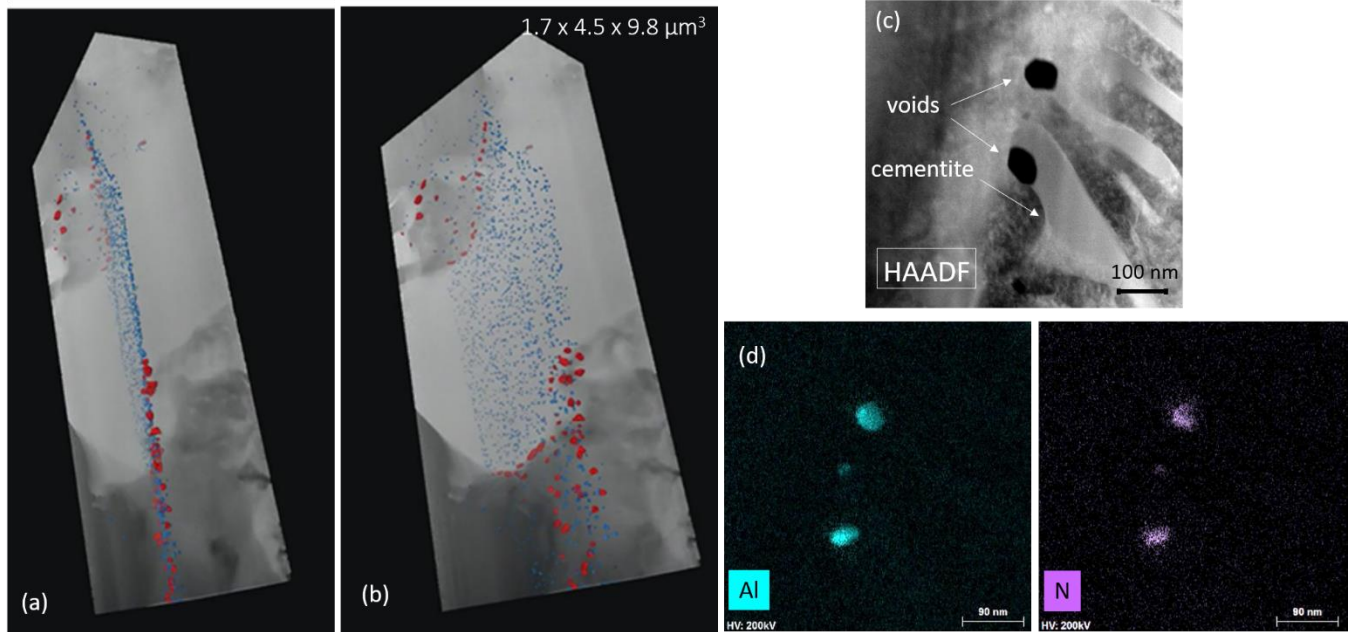 (a)
1.7 x 4.5 x 9.8 µm³
(b)
(c)
voids
cementite
HAADF
100 nm
(d)
Al
HV: 200kV
90 nm
N
HV: 200kV
90 nm